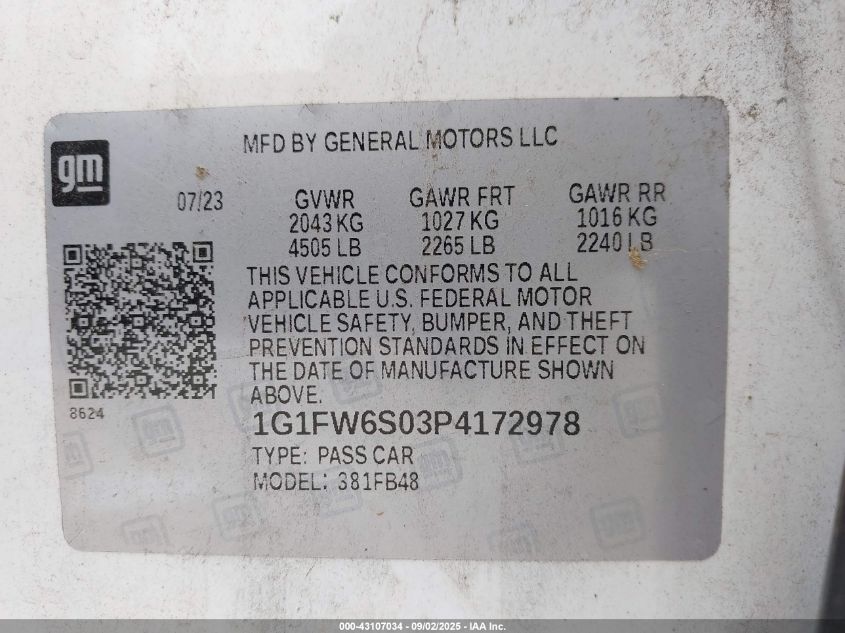 MFD BY GENERAL MOTORS LLC
gm
07/23 GVWR GAWR FRT GAWR RR
2043 KG 1027 KG 1016 KG
4505 LB 2265 LB 2240 LB
THIS VEHICLE CONFORMS TO ALL
APPLICABLE U.S. FEDERAL MOTOR
VEHICLE SAFETY, BUMPER, AND THEFT
PREVENTION STANDARDS IN EFFECT ON
THE DATE OF MANUFACTURE SHOWN
ABOVE.
8624
1G1FW6S03P4172978
TYPE: PASS CAR
MODEL: 381FB48
000-43107034 - 09/02/2025 - IAA Inc.